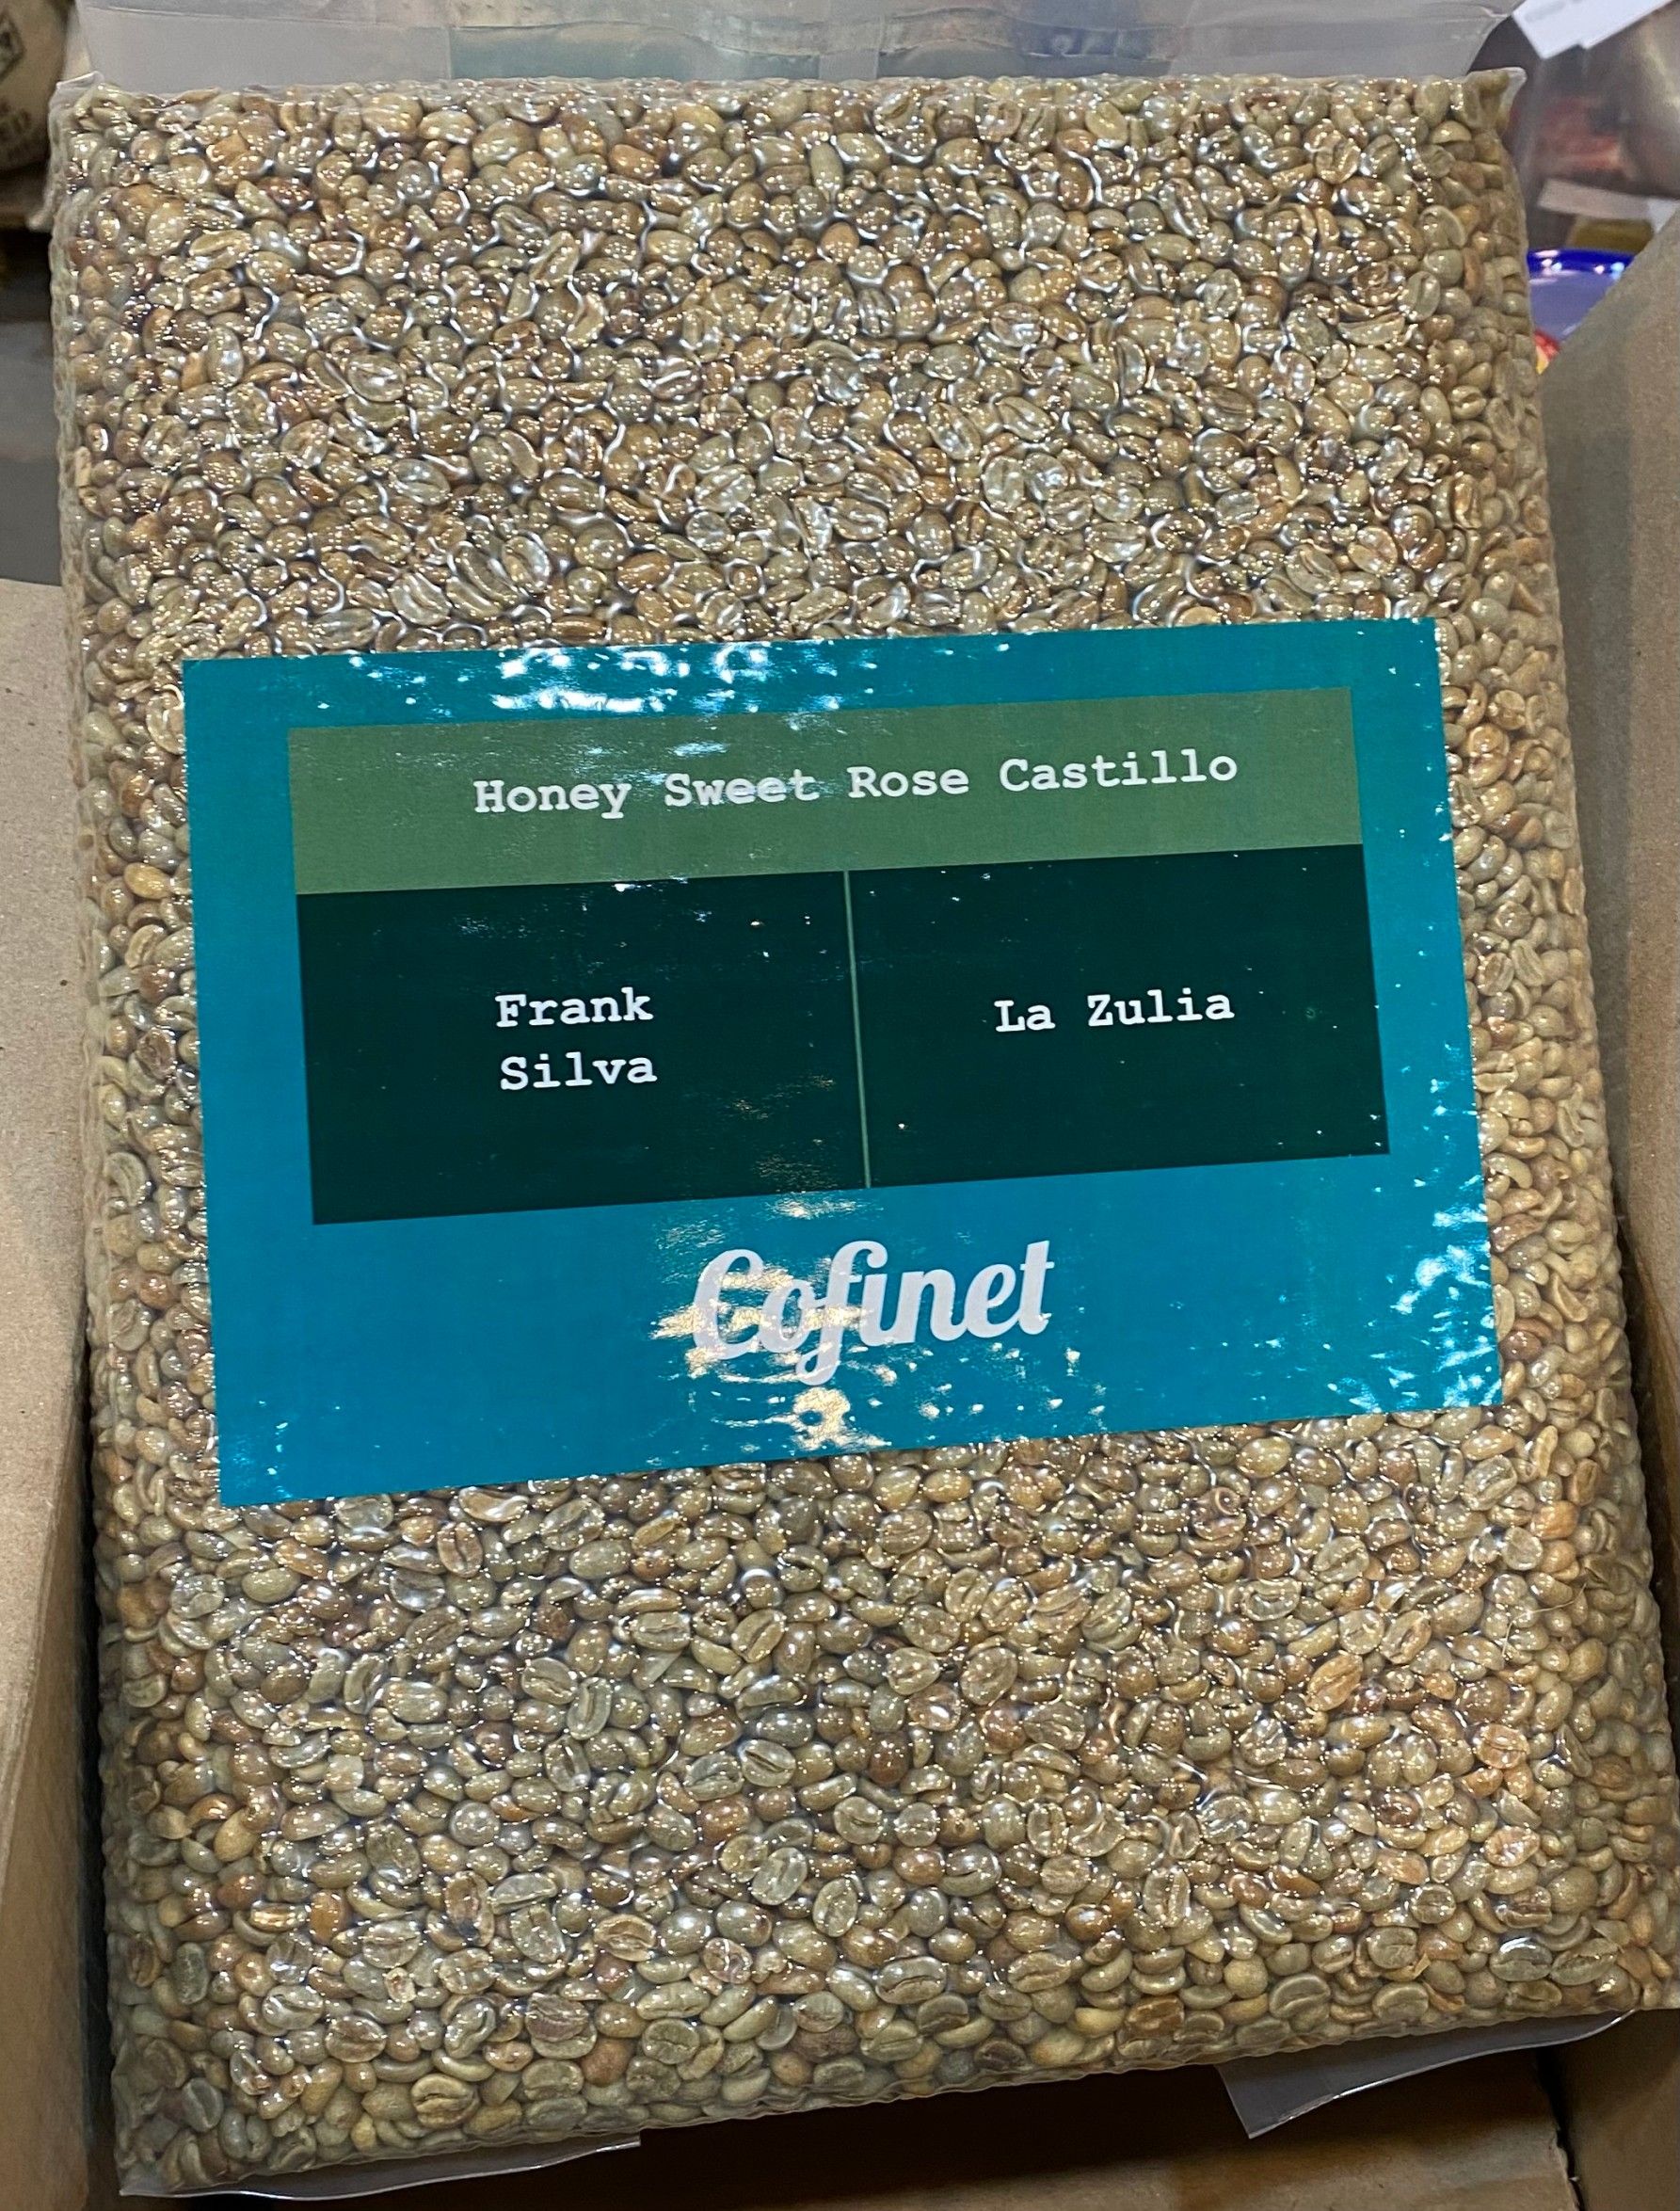 Honey Sweet Rose Castillo
Frank
Silva
La Zulia
Cofinet